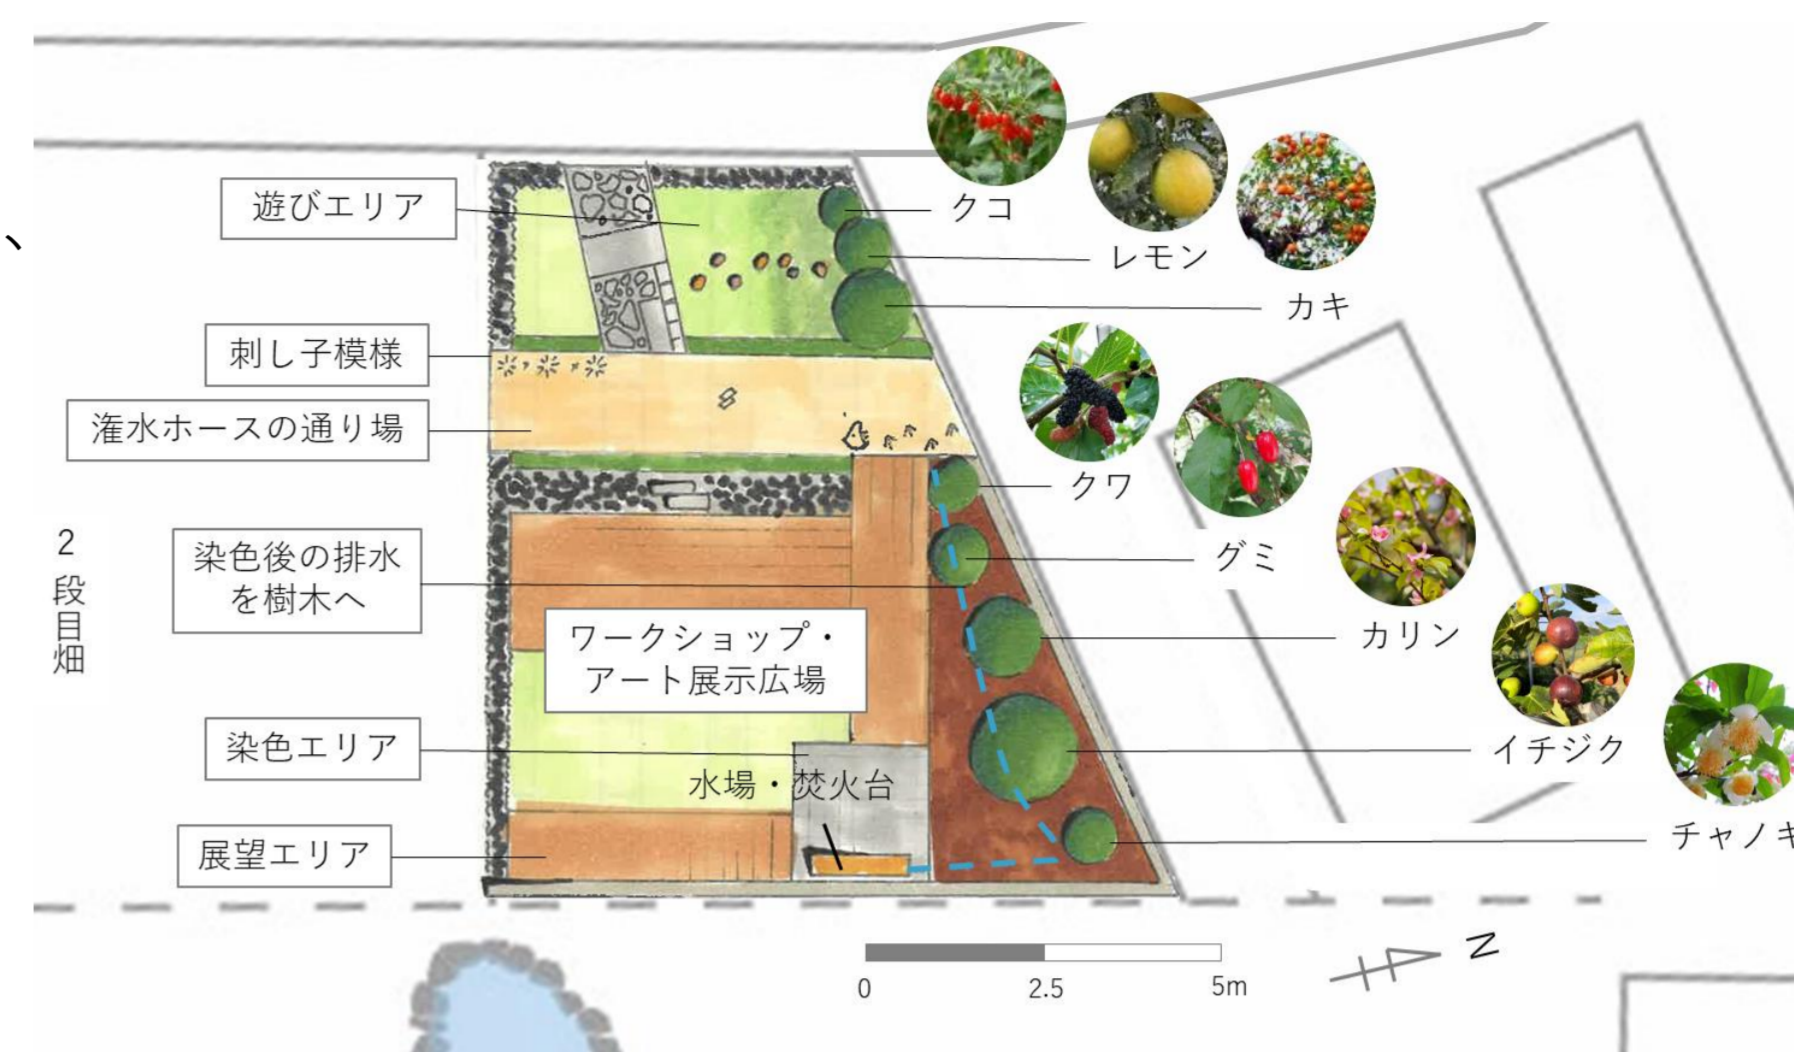 、
遊びエリア
刺し子模様
潅水ホースの通り場
2段目畑
染色後の排水
を樹木へ
ワークショップ・
アート展示広場
染色エリア
水場・焚火台
展望エリア
クコ
レモン
カキ
クワ
グミ
カリン
イチジク
チャノキ
0
2.5
5m
N